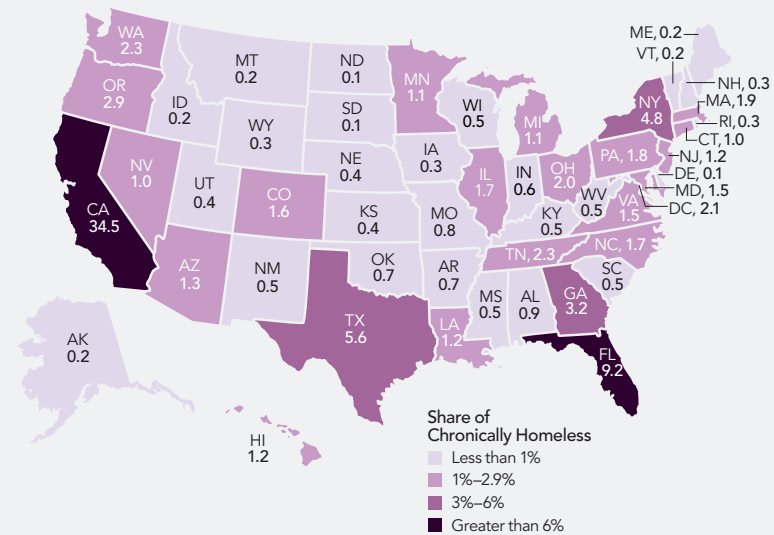 ME, 0.2
VT, 0.2
WA
2.3
MT
0.2
ND
0.1
MN
1.1
NH, 0.3
MA, 1.9
RI, 0.3
CT, 1.0
NJ, 1.2
DE, 0.1
MD, 1.5
DC, 2.1
OR
2.9
ID
0.2
WY
0.3
SD
0.1
WI
0.5
MI
1.1
NY
4.8
PA, 1.8
NV
1.0
UT
0.4
CO
1.6
NE
0.4
IA
0.3
IL
1.7
IN
0.6
OH
2.0
WV
0.5
VA
1.5
CA
34.5
KS
0.4
MO
0.8
KY
0.5
TN, 2.3
NC, 1.7
SC
0.5
AZ
1.3
NM
0.5
OK
0.7
AR
0.7
MS
0.5
AL
0.9
GA
3.2
TX
5.6
LA
1.2
FL
9.2
AK
0.2
HI
1.2
Share of
Chronically Homeless
Less than 1%
1%–2.9%
3%–6%
Greater than 6%